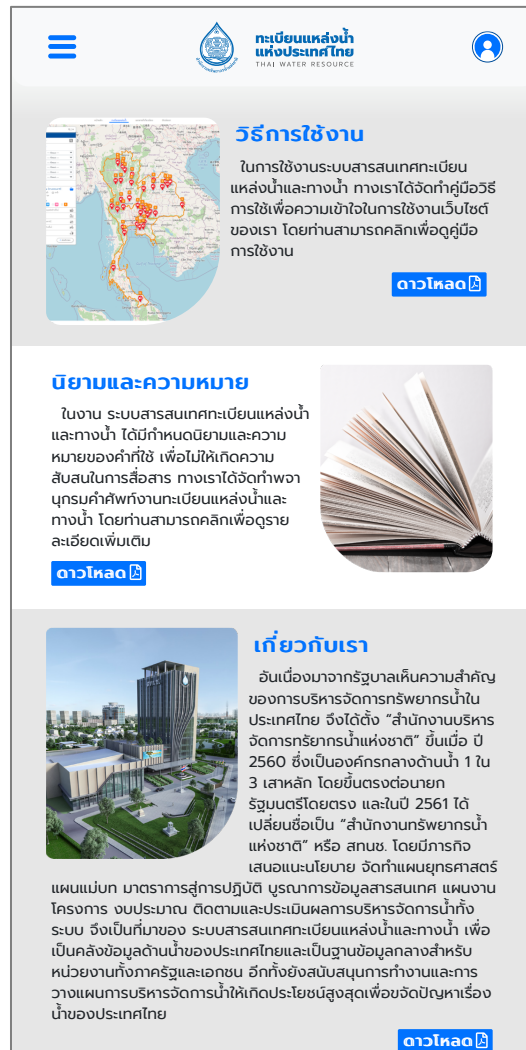 ทะเบียนแหล่งน้ำ
แห่งประเทศไทย
THAI WATER RESOURCE
วิธีการใช้งาน
ในการใช้งานระบบสารสนเทศทะเบียน
แหล่งน้ำและทางน้ำ ทางเราได้จัดทำคู่มือวิธี
การใช้เพื่อความเข้าใจในการใช้งานเว็บไซต์
ของเรา โดยท่านสามารถคลิกเพื่อดูคู่มือ
การใช้งาน
ดาวโหลด
นิยามและความหมาย
ในงาน ระบบสารสนเทศทะเบียนแหล่งน้ำ
และทางน้ำ ได้มีกำหนดนิยามและความ
หมายของคำที่ใช้ เพื่อไม่ให้เกิดความ
สับสนในการสื่อสาร ทางเราได้จัดทำพจา
นุกรมคำศัพท์งานทะเบียนแหล่งน้ำและ
ทางน้ำ โดยท่านสามารถคลิกเพื่อดูราย
ละเอียดเพิ่มเติม
ดาวโหลด
เกี่ยวกับเรา
อันเนื่องมาจากรัฐบาลเห็นความสำคัญ
ของการบริหารจัดการทรัพยากรน้ำใน
ประเทศไทย จึงได้ตั้ง “สำนักงานบริหาร
จัดการทรัยากรน้ำแห่งชาติ” ขึ้นเมื่อ ปี
2560 ซึ่งเป็นองค์กรกลางด้านน้ำ 1 ใน
3 เสาหลัก โดยขึ้นตรงต่อนายก
รัฐมนตรีโดยตรง และในปี 2561 ได้
เปลี่ยนชื่อเป็น “สำนักงานทรัพยากรน้ำ
แห่งชาติ” หรือ สทนช. โดยมีภารกิจ
เสนอแนะนโยบาย จัดทำแผนยุทธศาสตร์
แผนแม่บท มาตราการสู่การปฏิบัติ บูรณาการข้อมูลสารสนเทศ แผนงาน
โครงการ งบประมาณ ติดตามและประเมินผลการบริหารจัดการน้ำทั้ง
ระบบ จึงเป็นที่มาของ ระบบสารสนเทศทะเบียนแหล่งน้ำและทางน้ำ เพื่อ
เป็นคลังข้อมูลด้านน้ำของประเทศไทยและเป็นฐานข้อมูลกลางสำหรับ
หน่วยงานทั้งภาครัฐและเอกชน อีกทั้งยังสนับสนุนการทำงานและการ
วางแผนการบริหารจัดการน้ำให้เกิดประโยชน์สูงสุดเพื่อขจัดปัญหาเรื่อง
น้ำของประเทศไทย
ดาวโหลด